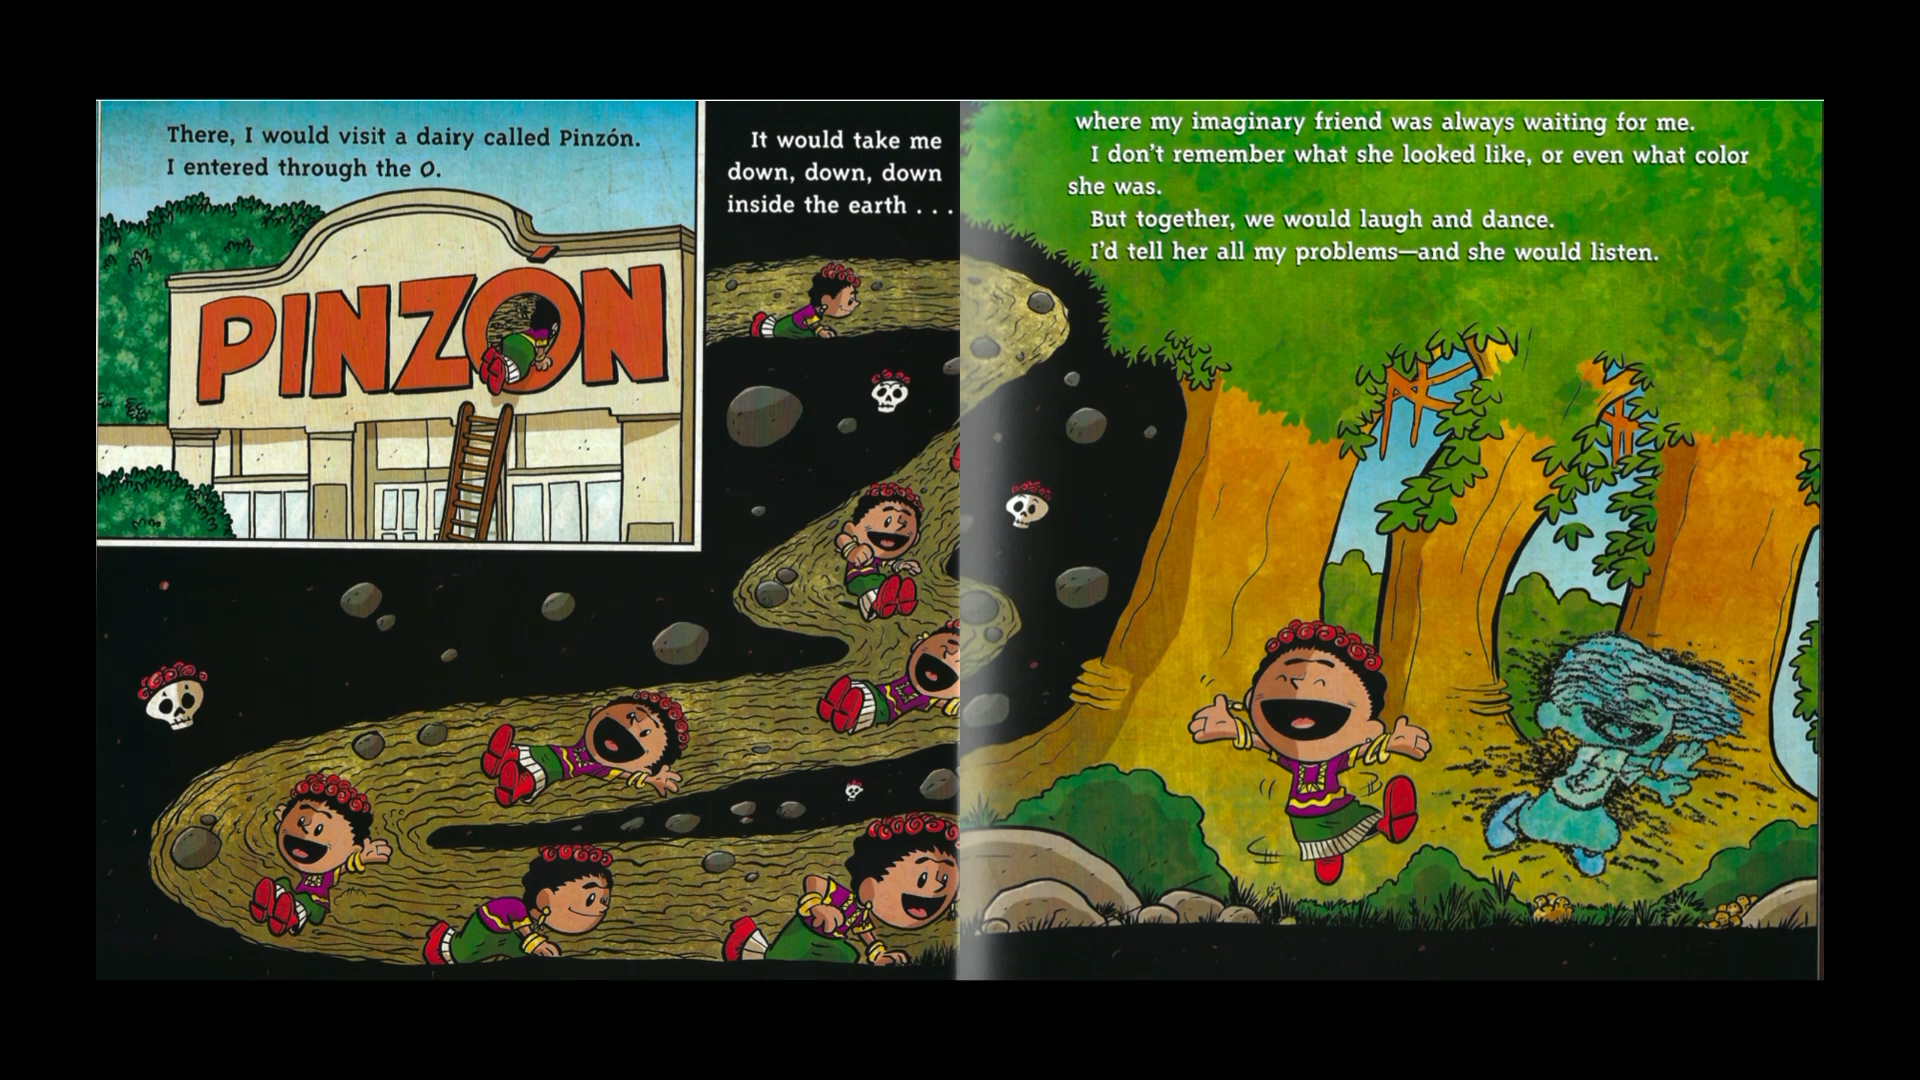 There, I would visit a dairy called Pinzón.
I entered through the O.
PINZÓN
It would take me
down, down, down
inside the earth . . .
where my imaginary friend was always waiting for me.
I don't remember what she looked like, or even what color
she was.
But together, we would laugh and dance.
I'd tell her all my problems—and she would listen.